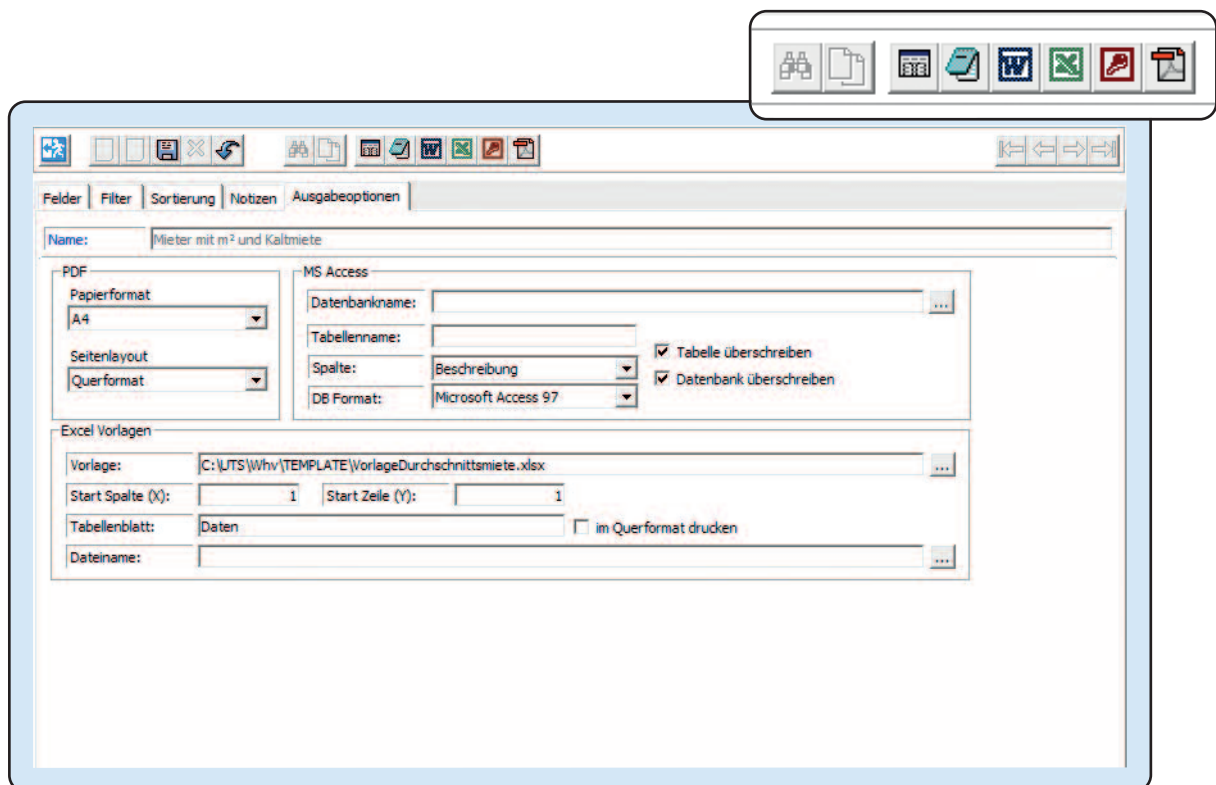 Felder Filter Sortierung Notizen Ausgabeoptionen
Name: Mieter mit m² und Kaltmiete
PDF
Papierformat
A4
Seitenlayout
Querformat
MS Access
Datenbankname: ...
Tabellenname:
Spalte: Beschreibung
DB Format: Microsoft Access 97
Tabelle überschreiben
Datenbank überschreiben
Excel Vorlagen
Vorlage: C:\UTS\Whv\TEMPLATE\VorlageDurchschnittsmiete.xlsx ...
Start Spalte (X): 1 Start Zeile (Y): 1
Tabellenblatt: Daten im Querformat drucken
Dateiname: ...